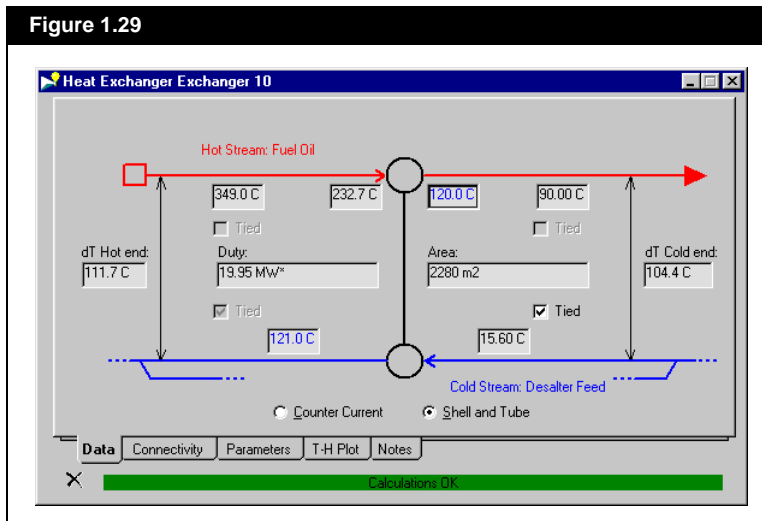 Figure 1.29
Heat Exchanger Exchanger 10
Hot Stream: Fuel Oil
349.0 C 232.7 C 120.0 C 90.00 C
Tied Tied
dT Hot end: Duty: Area: dT Cold end:
111.7 C 19.95 MW* 2280 m2 104.4 C
Tied Tied
121.0 C 15.60 C
Cold Stream: Desalter Feed
Counter Current Shell and Tube
Data Connectivity Parameters T-H Plot Notes
Calculations OK